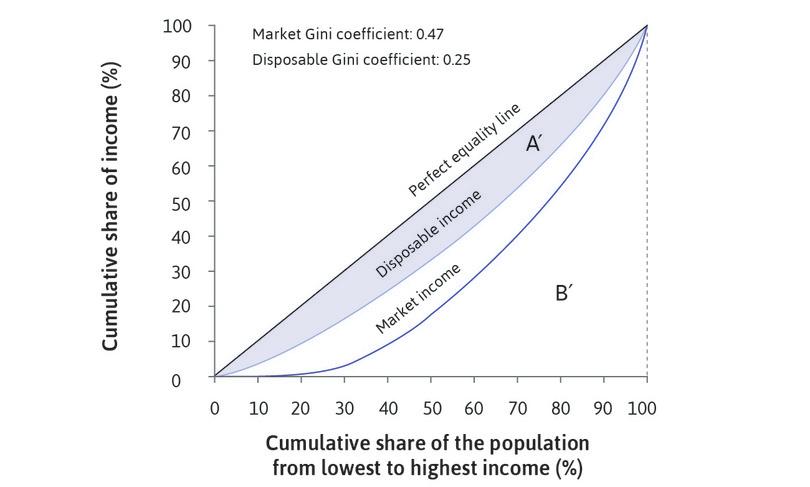 Market Gini coefficient: 0.47
Disposable Gini coefficient: 0.25
Cumulative share of income (%)
100
90
80
70
60
50
40
30
20
10
0
Perfect equality line
A′
Disposable income
Market income
B′
0 10 20 30 40 50 60 70 80 90 100
Cumulative share of the population
from lowest to highest income (%)